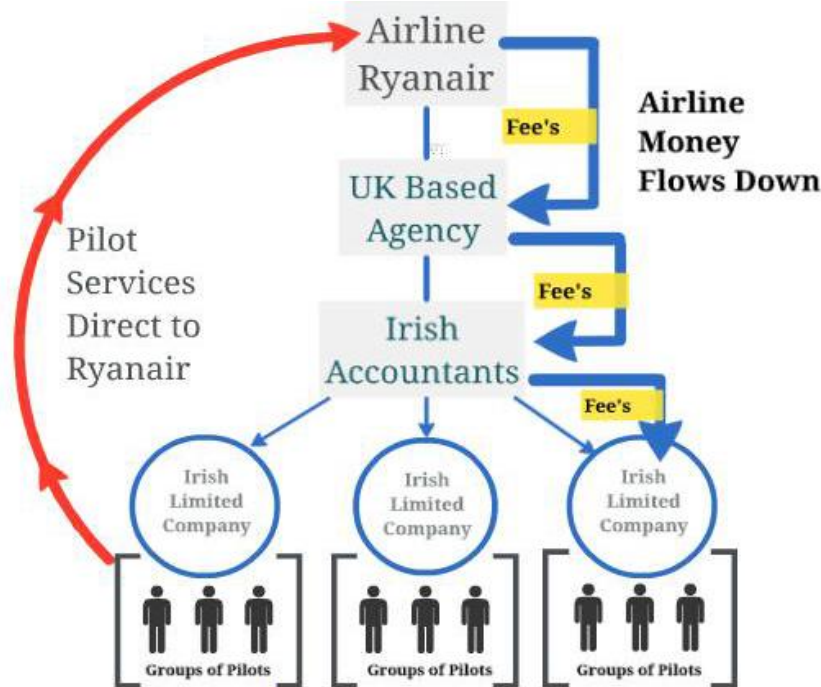 Airline
Ryanair
Fee's
Airline
Money
Flows Down
UK Based
Agency
Pilot
Services
Direct to
Ryanair
Fee's
Irish
Accountants
Fee's
Irish
Limited
Company
Irish
Limited
Company
Irish
Limited
Company
Groups of Pilots
Groups of Pilots
Groups of Pilots